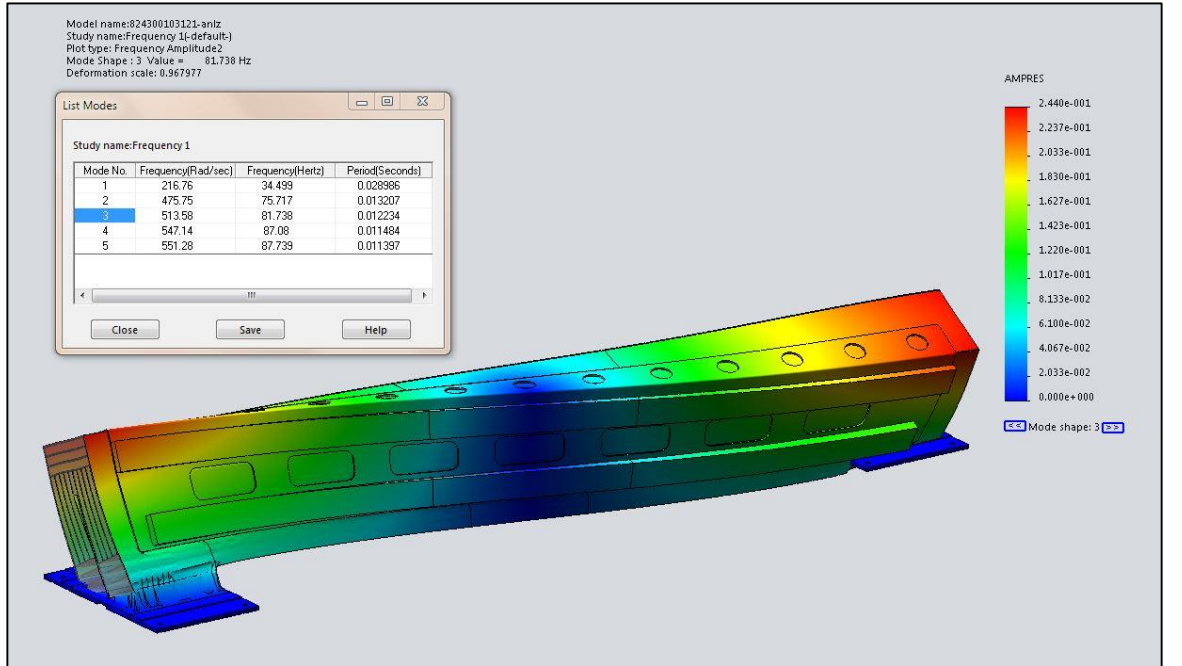 Model name:824300103121-anlz
Study name:Frequency 1(-default-)
Plot type: Frequency Amplitude2
Mode Shape : 3 Value = 81.738 Hz
Deformation scale: 0.967977
List Modes
Study name:Frequency 1
Mode No. Frequency(Rad/sec) Frequency(Hertz) Period(Seconds)
1 216.76 34.499 0.028986
2 475.75 75.717 0.013207
3 513.58 81.738 0.012234
4 547.14 87.08 0.011484
5 551.28 87.739 0.011397
Close Save Help
AMPRES
2.440e-001
2.237e-001
2.033e-001
1.830e-001
1.627e-001
1.423e-001
1.220e-001
1.017e-001
8.133e-002
6.100e-002
4.067e-002
2.033e-002
0.000e+000
<< Mode shape: 3 >>